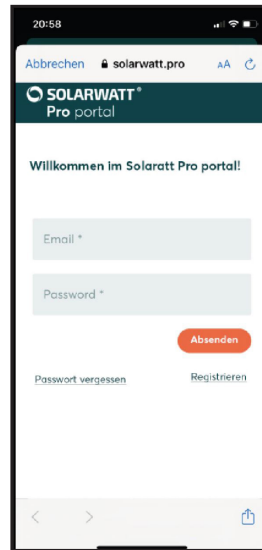 20:58
Abbrechen solarwatt.pro AA
SOLARWATT®
Pro portal
Willkommen im Solaratt Pro portal!
Email *
Password *
Absenden
Passwort vergessen Registrieren